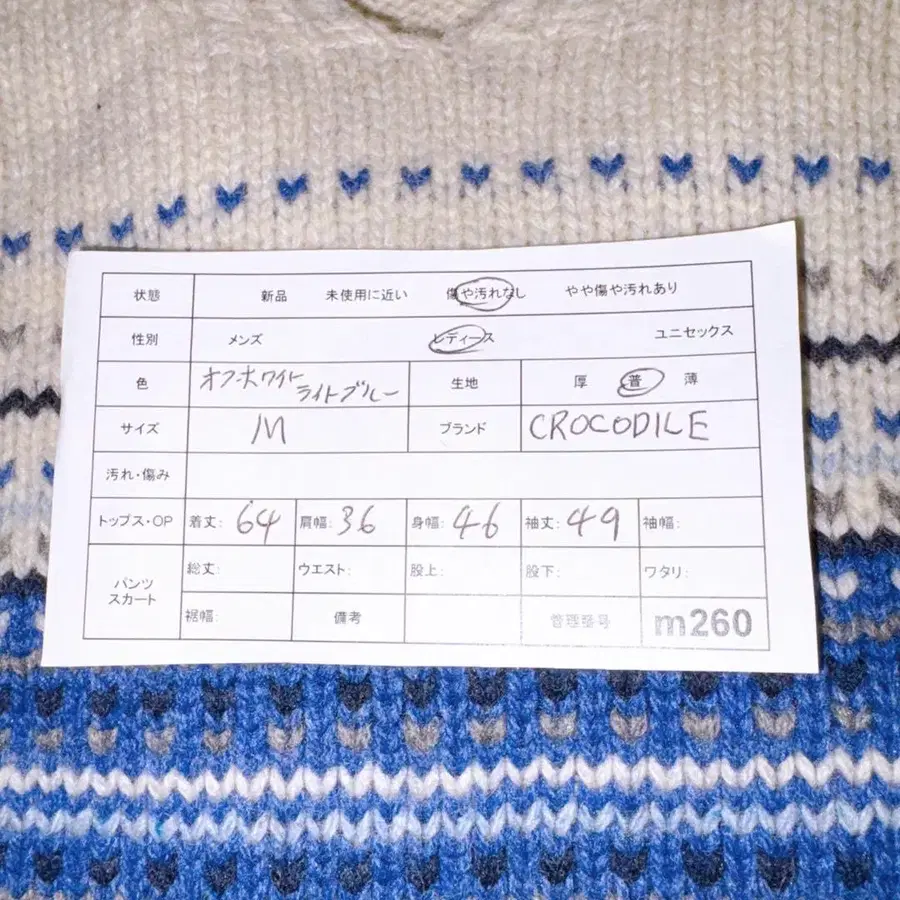 状態 新品 未使用に近い 傷や汚れなし やや傷や汚れあり
性別 メンズ レディース ユニセックス
色 オフホワイト ライトブルー 生地 厚 普 薄
サイズ M ブランド CROCODILE
汚れ・傷み
トップス・OP 着丈: 64 肩幅: 36 身幅: 46 袖丈: 49 袖幅:
パンツ スカート 総丈: ウエスト: 股上: 股下: ワタリ:
裾幅: 備考 管理番号 m260